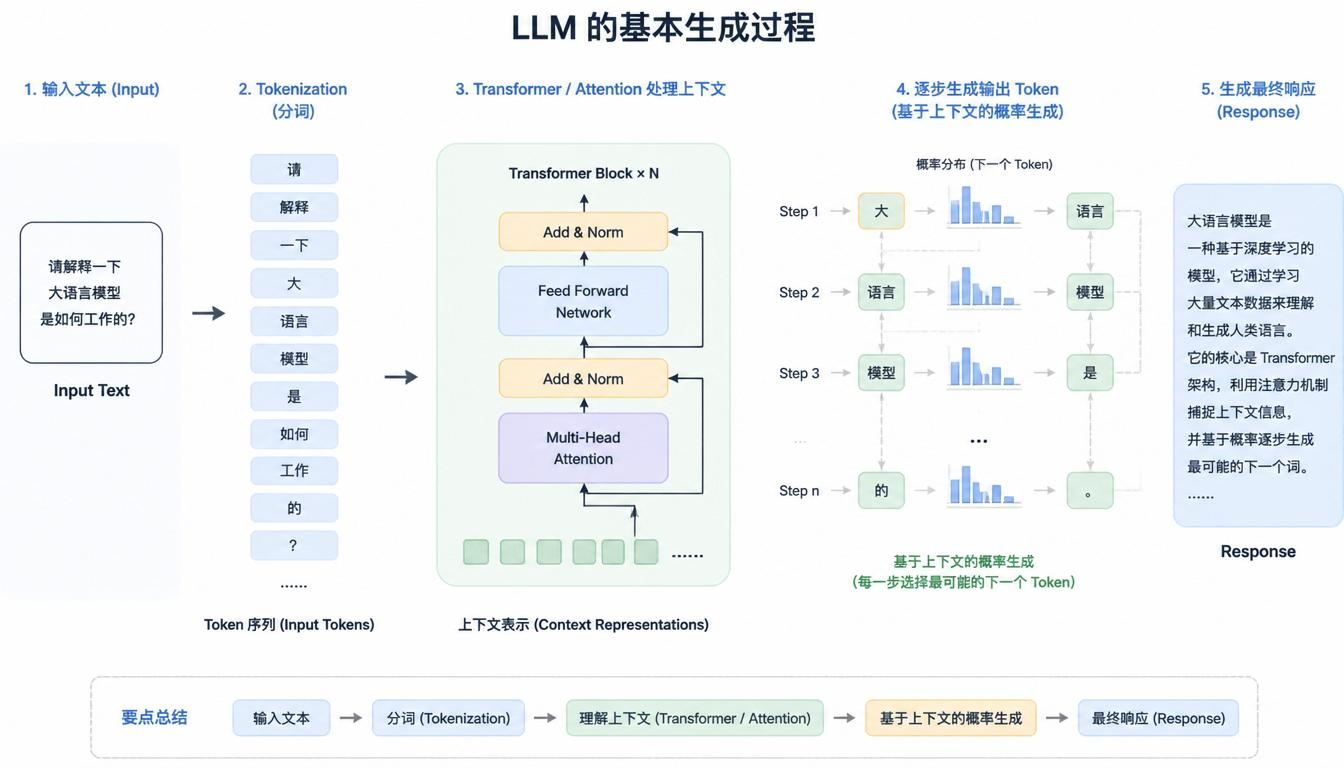 LLM 的基本生成过程
1. 输入文本 (Input)
2. Tokenization
(分词)
3. Transformer / Attention 处理上下文
4. 逐步生成输出 Token
(基于上下文的概率生成)
5. 生成最终响应
(Response)
请解释一下
大语言模型
是如何工作的?
Input Text
请
解释
一下
大
语言
模型
是
如何
工作
的
?
......
Token 序列 (Input Tokens)
Transformer Block × N
Add & Norm
Feed Forward
Network
Add & Norm
Multi-Head
Attention
......
上下文表示 (Context Representations)
概率分布 (下一个 Token)
Step 1 大 语言
Step 2 语言 模型
Step 3 模型 是
... ...
Step n 的 。
基于上下文的概率生成
(每一步选择最可能的下一个 Token)
大语言模型是
一种基于深度学习的
模型，它通过学习
大量文本数据来理解
和生成人类语言。
它的核心是 Transformer
架构，利用注意力机制
捕捉上下文信息，
并基于概率逐步生成
最可能的下一个词。
......
Response
要点总结 输入文本 分词 (Tokenization) 理解上下文 (Transformer / Attention) 基于上下文的概率生成 最终响应 (Response)